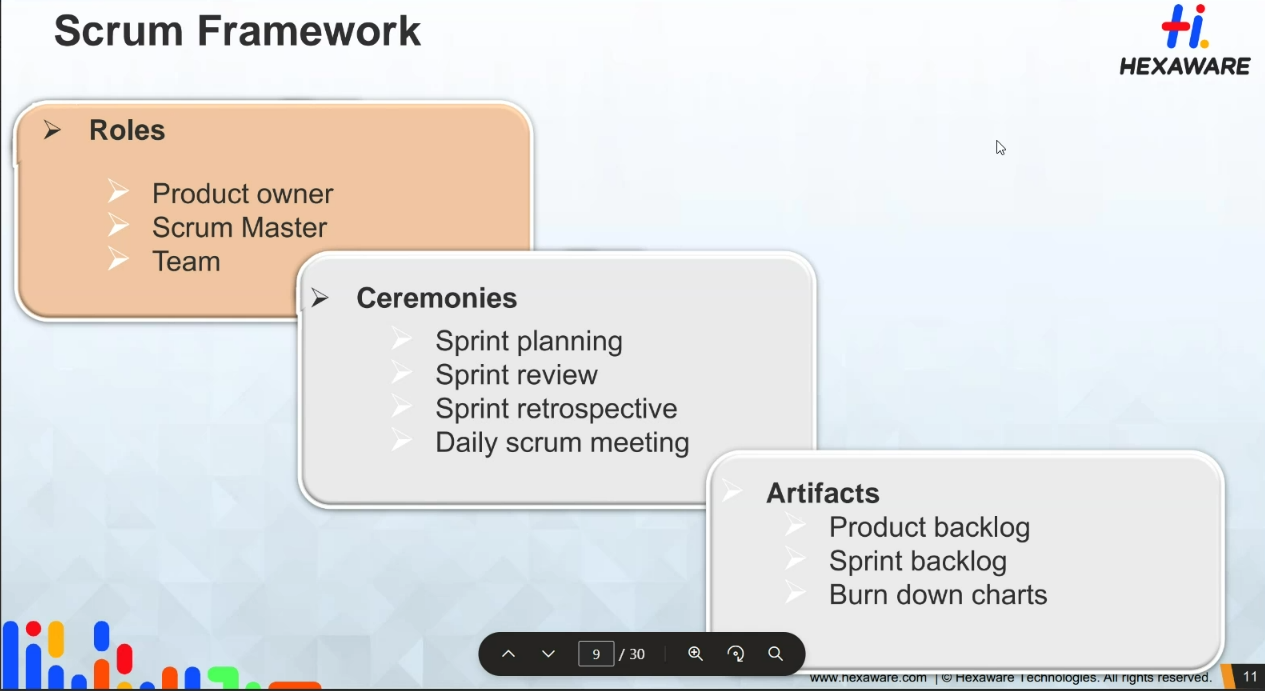 Scrum Framework
HEXAWARE
Roles
Product owner
Scrum Master
Team
Ceremonies
Sprint planning
Sprint review
Sprint retrospective
Daily scrum meeting
Artifacts
Product backlog
Sprint backlog
Burn down charts
9 / 30
www.hexaware.com | © Hexaware Technologies. All rights reserved. 11